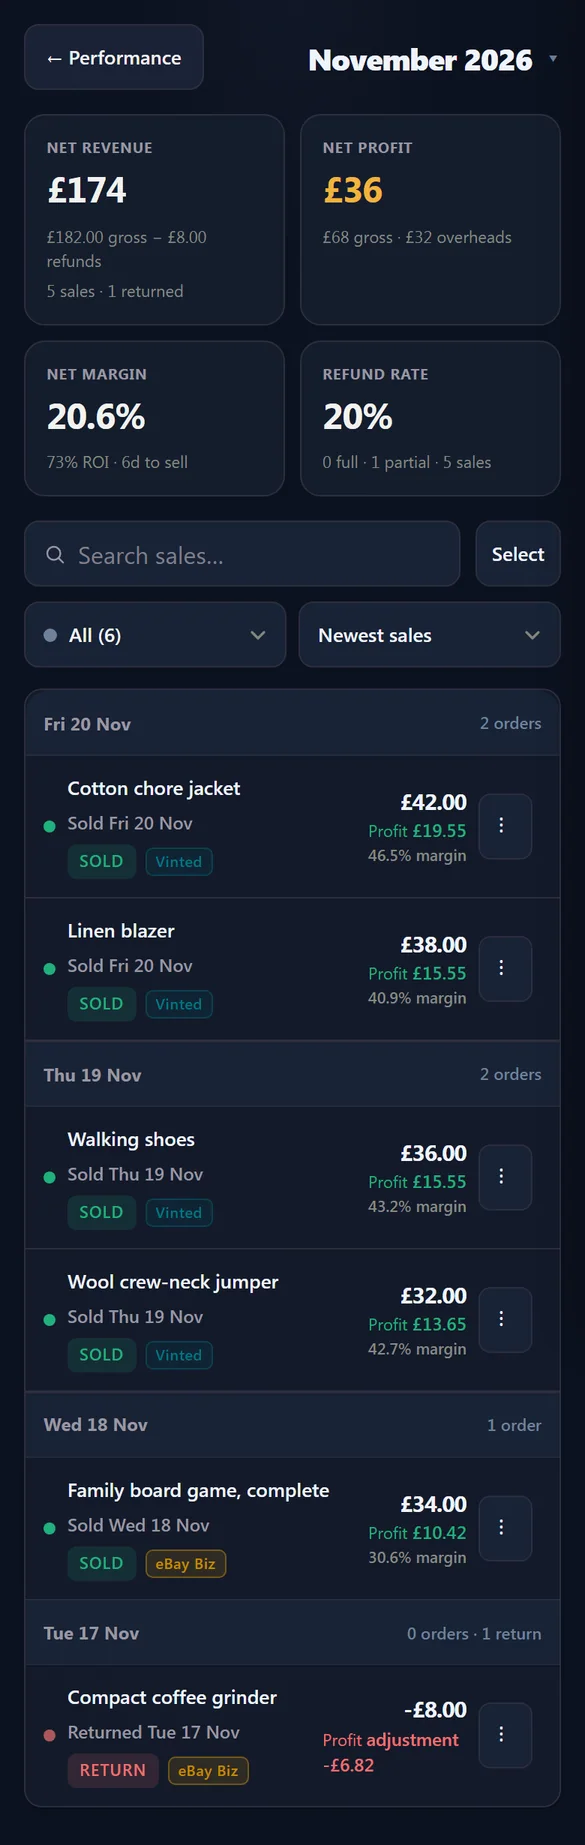 ← Performance
November 2026
NET REVENUE
£174
£182.00 gross – £8.00
refunds
5 sales · 1 returned
NET PROFIT
£36
£68 gross · £32 overheads
NET MARGIN
20.6%
73% ROI · 6d to sell
REFUND RATE
20%
0 full · 1 partial · 5 sales
Search sales...
Select
All (6)
Newest sales
Fri 20 Nov
2 orders
Cotton chore jacket
Sold Fri 20 Nov
SOLD Vinted
£42.00
Profit £19.55
46.5% margin
Linen blazer
Sold Fri 20 Nov
SOLD Vinted
£38.00
Profit £15.55
40.9% margin
Thu 19 Nov
2 orders
Walking shoes
Sold Thu 19 Nov
SOLD Vinted
£36.00
Profit £15.55
43.2% margin
Wool crew-neck jumper
Sold Thu 19 Nov
SOLD Vinted
£32.00
Profit £13.65
42.7% margin
Wed 18 Nov
1 order
Family board game, complete
Sold Wed 18 Nov
SOLD eBay Biz
£34.00
Profit £10.42
30.6% margin
Tue 17 Nov
0 orders · 1 return
Compact coffee grinder
Returned Tue 17 Nov
RETURN eBay Biz
-£8.00
Profit adjustment
-£6.82